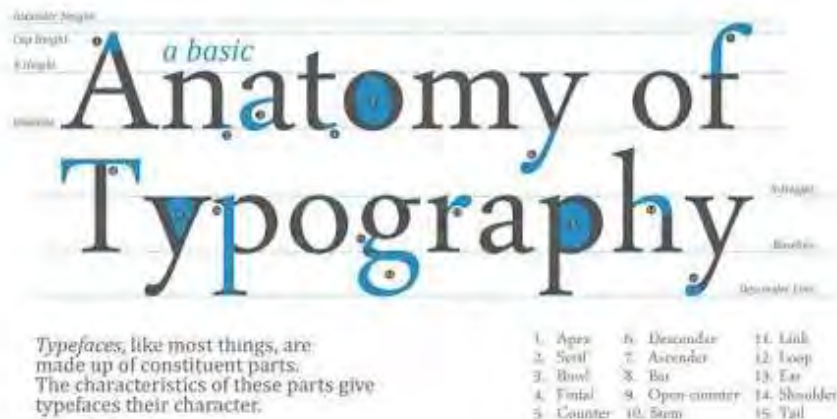 Ascender height
Cap height
X-height
a basic
Anatomy of
Baseline
Typography
X-height
Baseline
Descender Line
Typefaces, like most things, are
made up of constituent parts.
The characteristics of these parts give
typefaces their character.
1. Apex 6. Descender 11. Link
2. Serif 7. Ascender 12. Loop
3. Bowl 8. Bar 13. Ear
4. Finial 9. Open counter 14. Shoulder
5. Counter 10. Stem 15. Tail